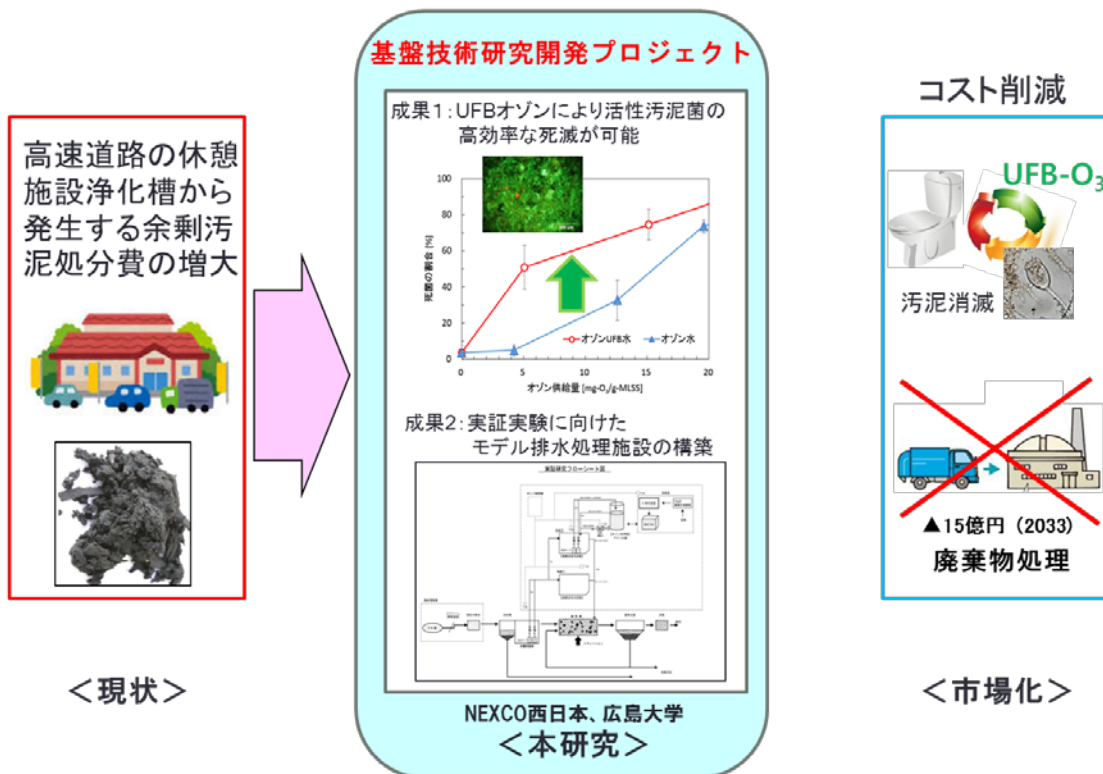 高速道路の休憩
施設浄化槽から
発生する余剰汚
泥処分費の増大
＜現状＞
基盤技術研究開発プロジェクト
成果１：UFBオゾンにより活性汚泥菌の
高効率な死滅が可能
100
80
60
40
20
0
死菌の割合 [%]
オゾンUFB水
オゾン水
0
5
10
15
20
オゾン供給量 [mg-O₃/g-MLSS]
成果２：実証実験に向けた
モデル排水処理施設の構築
NEXCO西日本、広島大学
＜本研究＞
コスト削減
UFB-O₃
汚泥消滅
▲15億円（2033）
廃棄物処理
＜市場化＞